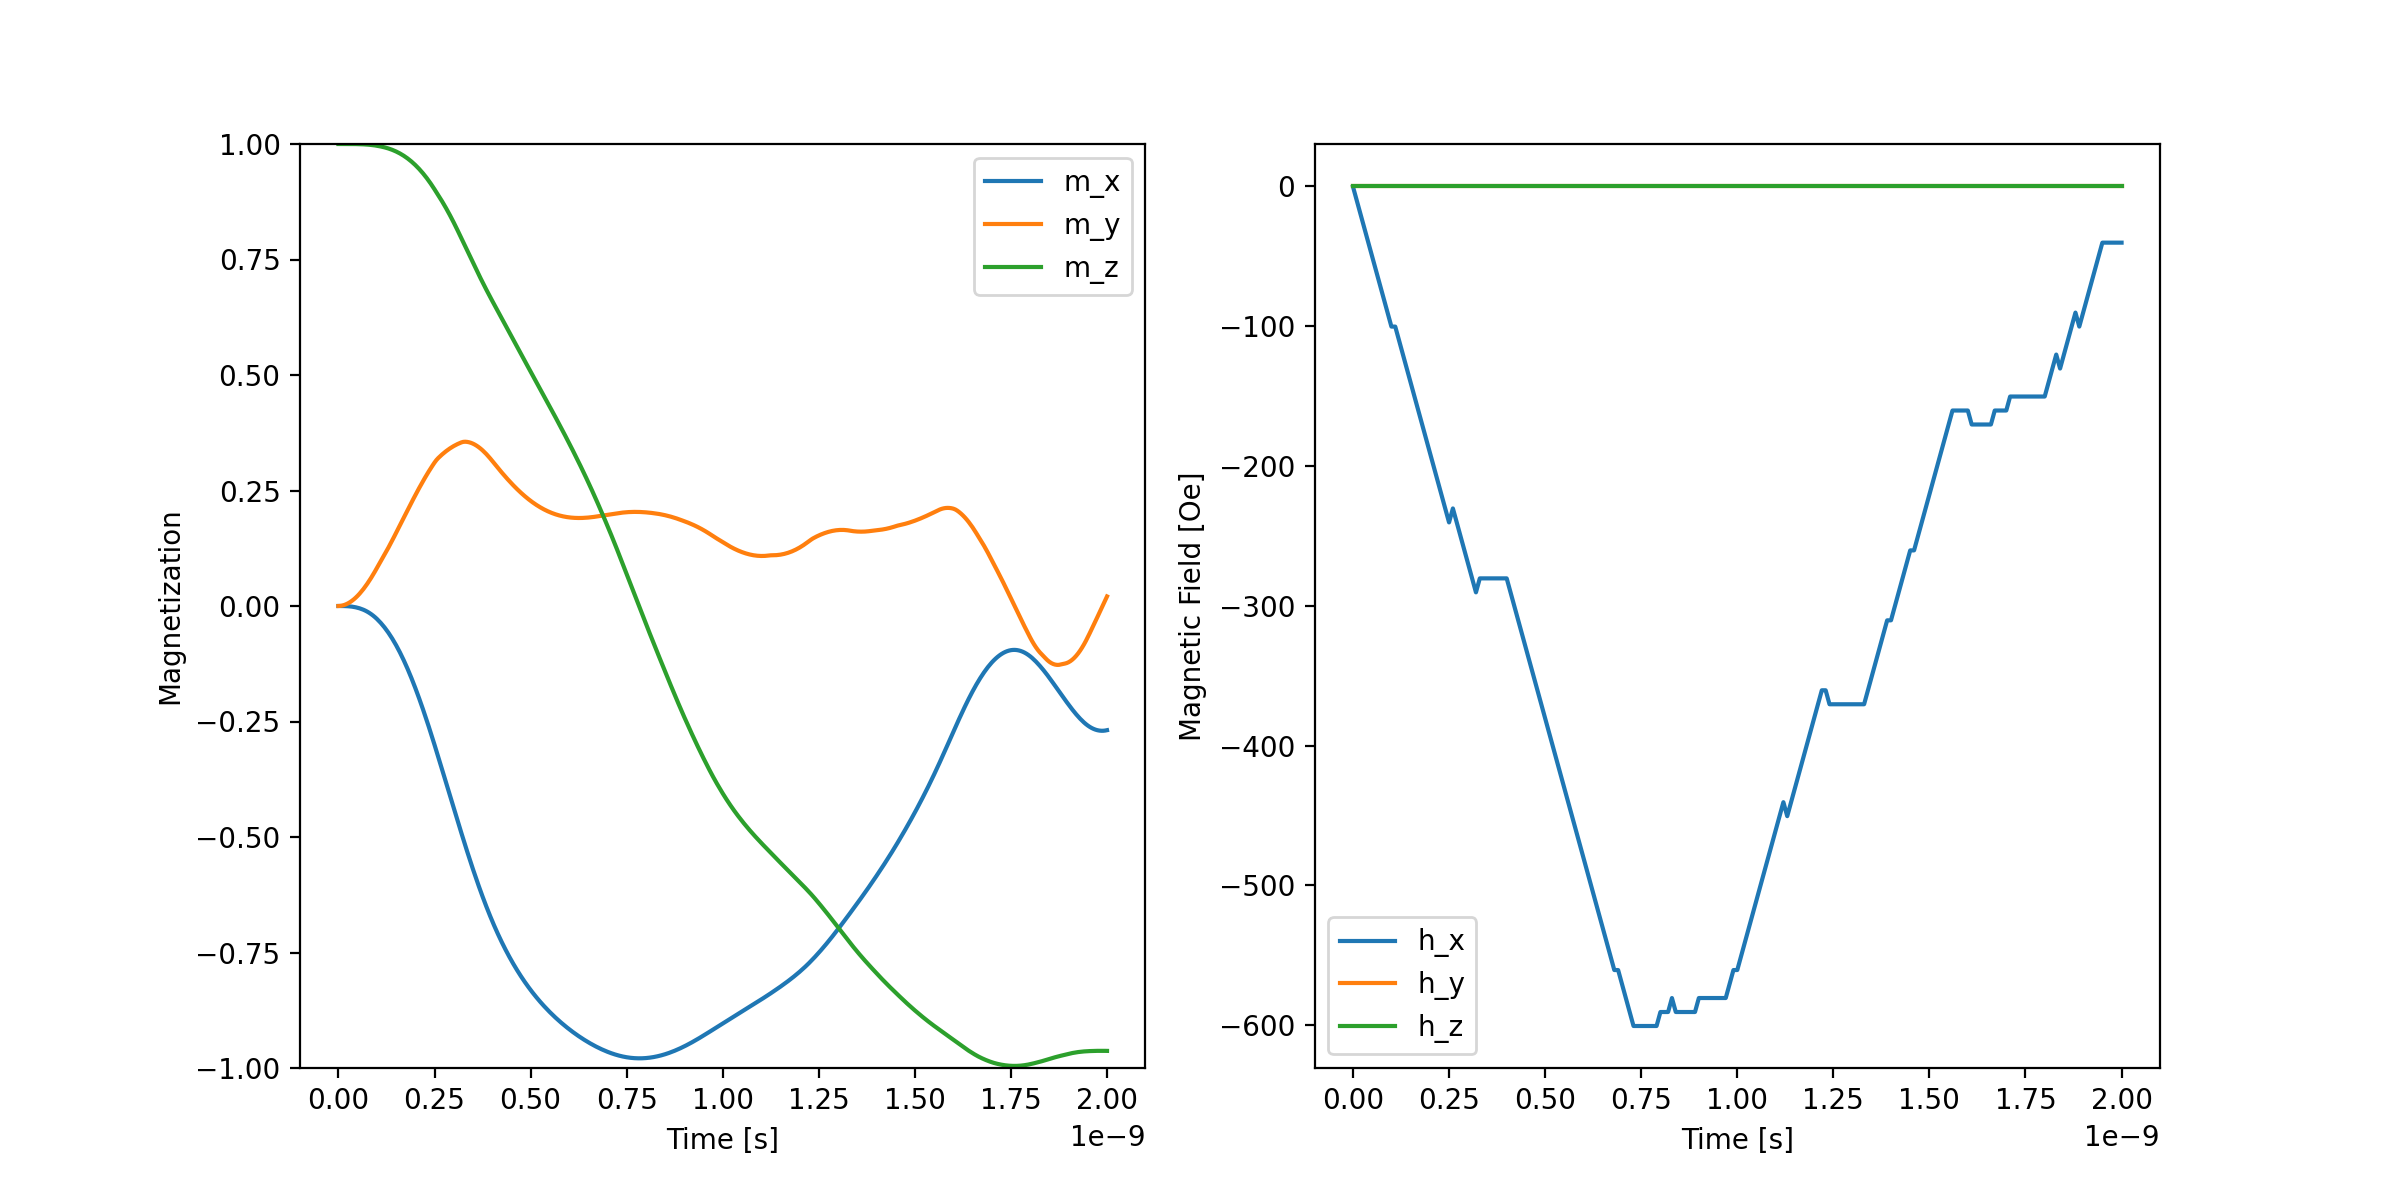 1.00
0.75
0.50
0.25
0.00
−0.25
−0.50
−0.75
−1.00
Magnetization
m_x
m_y
m_z
0.00 0.25 0.50 0.75 1.00 1.25 1.50 1.75 2.00
Time [s]
1e−9
0
−100
−200
−300
−400
−500
−600
Magnetic Field [Oe]
h_x
h_y
h_z
0.00 0.25 0.50 0.75 1.00 1.25 1.50 1.75 2.00
Time [s]
1e−9